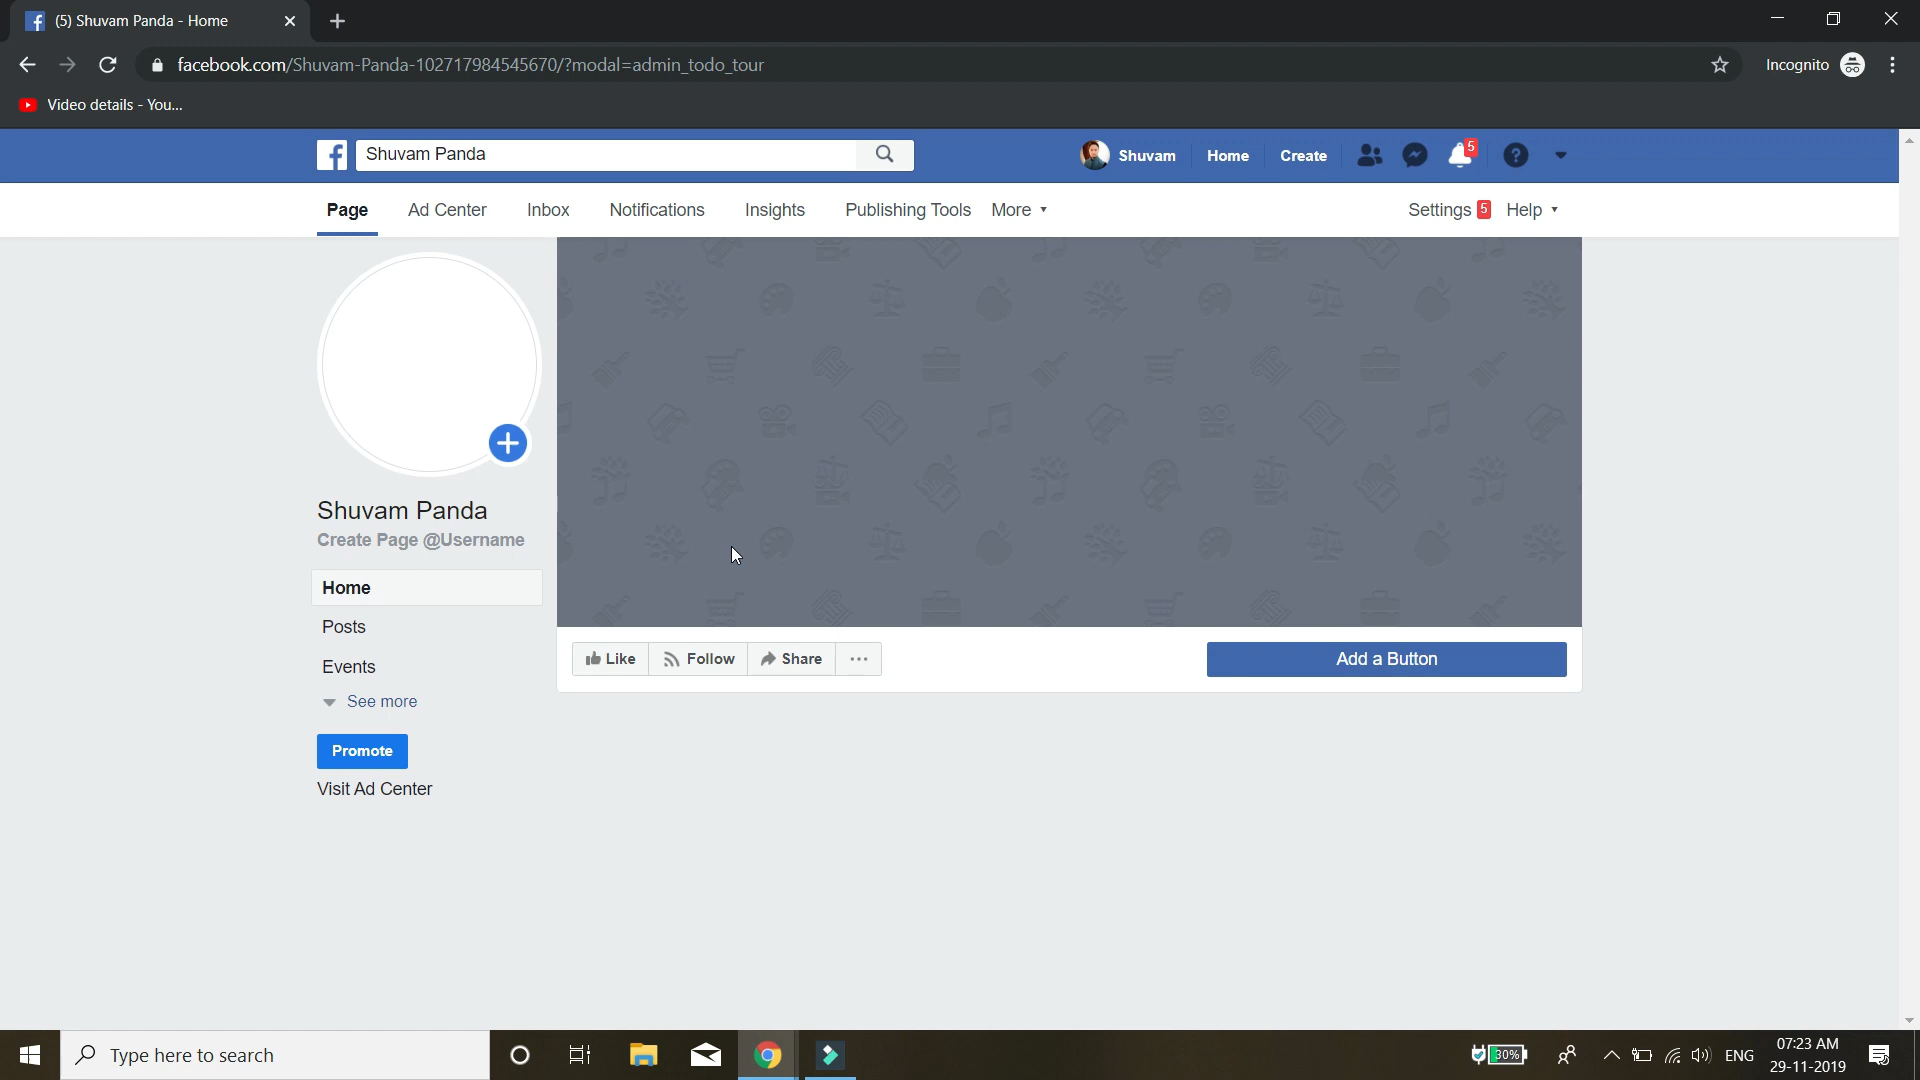 (5) Shuvam Panda - Home
facebook.com/Shuvam-Panda-102717984545670/?modal=admin_todo_tour
Incognito
Video details - You...
Shuvam Panda
Shuvam
Home
Create
5
Page
Ad Center
Inbox
Notifications
Insights
Publishing Tools
More
Settings 5
Help
Shuvam Panda
Create Page @Username
Home
Posts
Events
See more
Promote
Visit Ad Center
Like
Follow
Share
Add a Button
Type here to search
30%
ENG
07:23 AM
29-11-2019